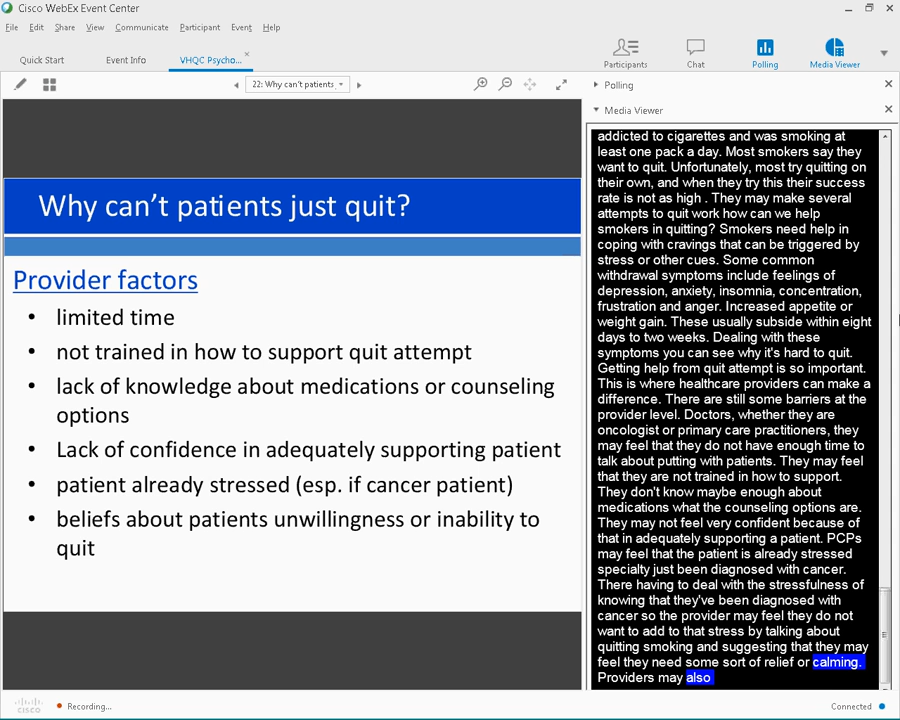 Cisco WebEx Event Center
File Edit Share View Communicate Participant Event Help
Quick Start Event Info VHQC Psycho...
Participants Chat Polling Media Viewer
22: Why can't patients
Polling
Media Viewer
Why can't patients just quit?
Provider factors
• limited time
• not trained in how to support quit attempt
• lack of knowledge about medications or counseling
options
• Lack of confidence in adequately supporting patient
• patient already stressed (esp. if cancer patient)
• beliefs about patients unwillingness or inability to
quit
addicted to cigarettes and was smoking at
least one pack a day. Most smokers say they
want to quit. Unfortunately, most try quitting on
their own, and when they try this their success
rate is not as high . They may make several
attempts to quit work how can we help
smokers in quitting? Smokers need help in
coping with cravings that can be triggered by
stress or other cues. Some common
withdrawal symptoms include feelings of
depression, anxiety, insomnia, concentration,
frustration and anger. Increased appetite or
weight gain. These usually subside within eight
days to two weeks. Dealing with these
symptoms you can see why it's hard to quit.
Getting help from quit attempt is so important.
This is where healthcare providers can make a
difference. There are still some barriers at the
provider level. Doctors, whether they are
oncologist or primary care practitioners, they
may feel that they do not have enough time to
talk about putting with patients. They may feel
that they are not trained in how to support.
They don't know maybe enough about
medications what the counseling options are.
They may not feel very confident because of
that in adequately supporting a patient. PCPs
may feel that the patient is already stressed
specialty just been diagnosed with cancer.
There having to deal with the stressfulness of
knowing that they've been diagnosed with
cancer so the provider may feel they do not
want to add to that stress by talking about
quitting smoking and suggesting that they may
feel they need some sort of relief or calming.
Providers may also
cisco Recording... Connected